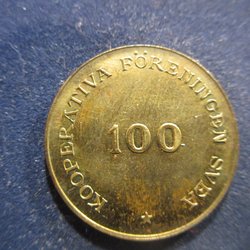 KOOPERATIVA FÖRENINGEN SVEA
100